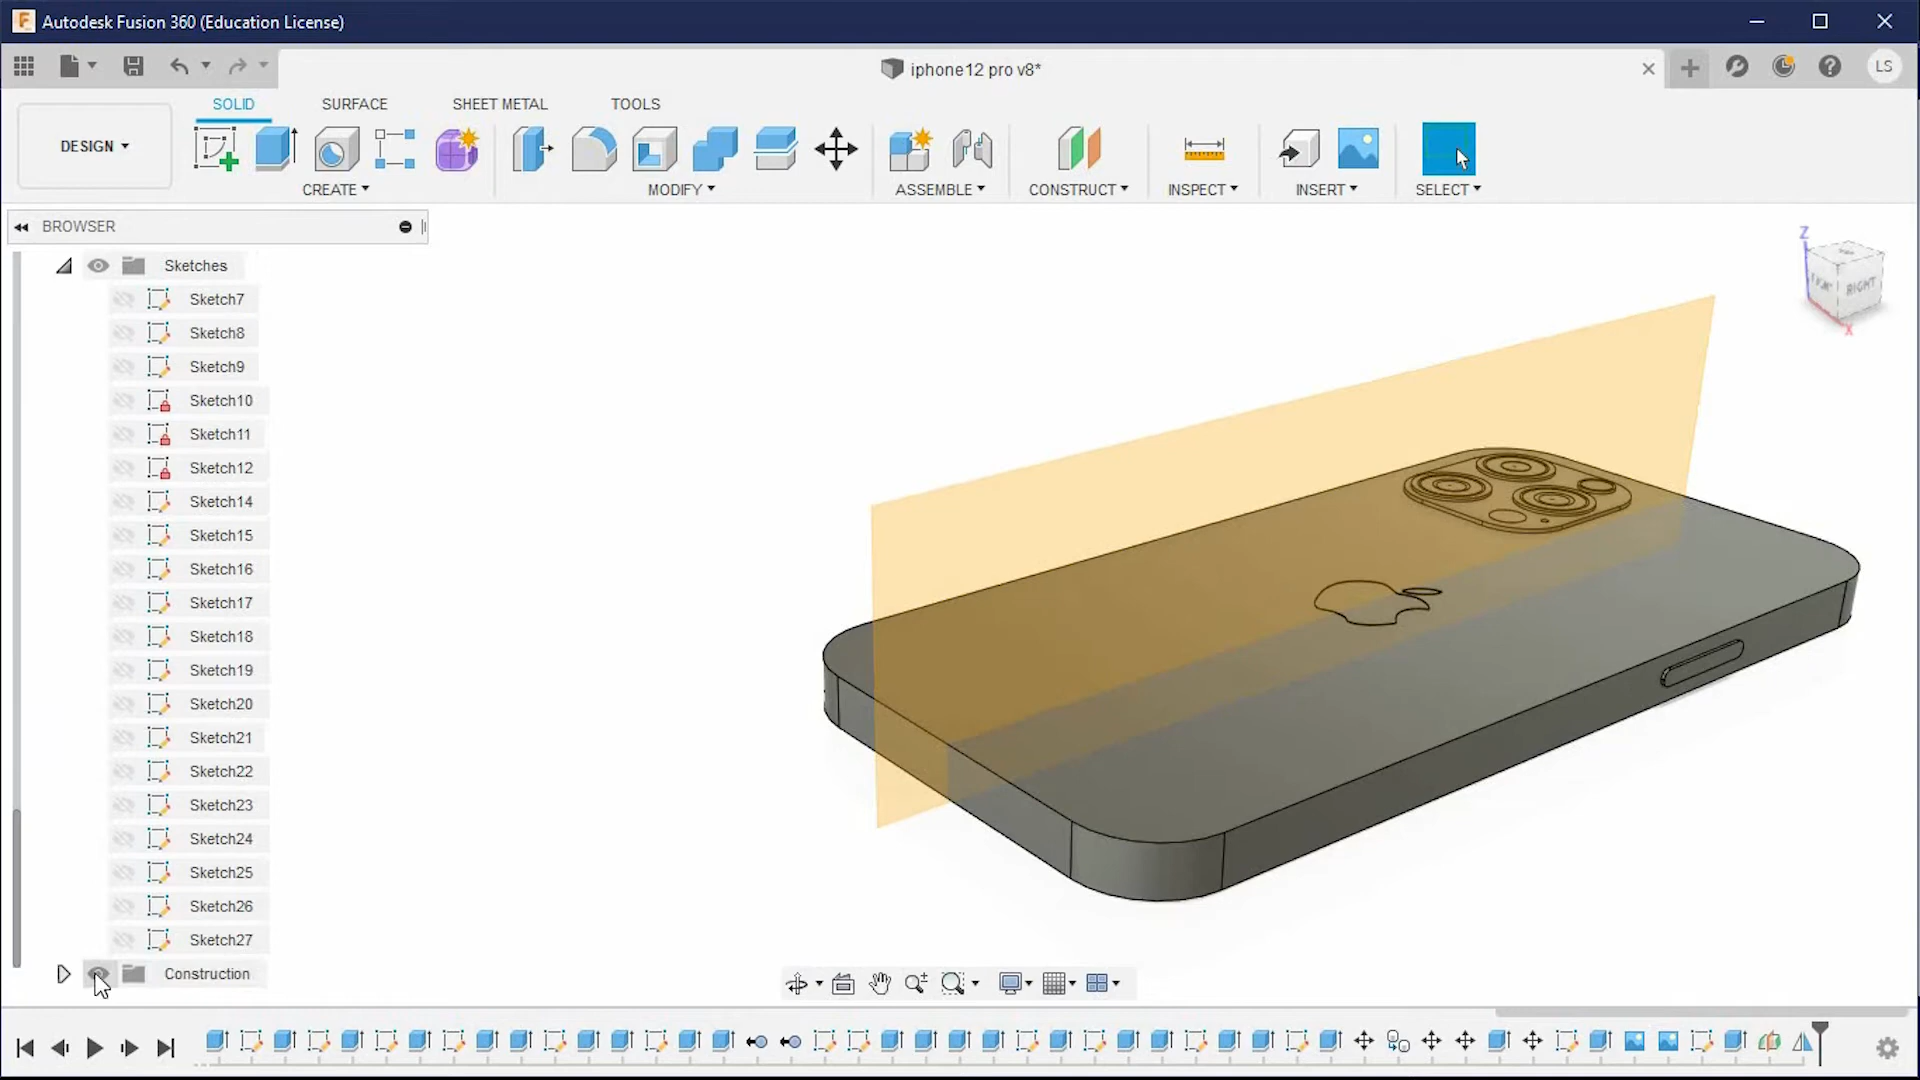 Autodesk Fusion 360 (Education License)
iphone12 pro v8*
LS
SOLID
SURFACE
SHEET METAL
TOOLS
DESIGN
CREATE
MODIFY
ASSEMBLE
CONSTRUCT
INSPECT
INSERT
SELECT
BROWSER
Sketches
Sketch7
Sketch8
Sketch9
Sketch10
Sketch11
Sketch12
Sketch14
Sketch15
Sketch16
Sketch17
Sketch18
Sketch19
Sketch20
Sketch21
Sketch22
Sketch23
Sketch24
Sketch25
Sketch26
Sketch27
Construction
Z
RIGHT
X